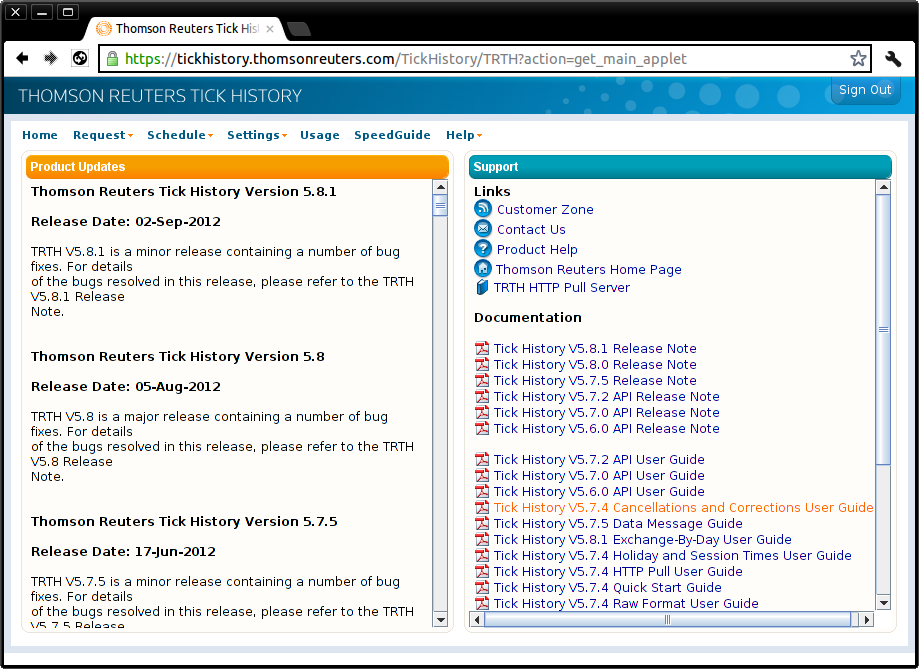 Thomson Reuters Tick His
https://tickhistory.thomsonreuters.com/TickHistory/TRTH?action=get_main_applet
THOMSON REUTERS TICK HISTORY
Sign Out
Home Request Schedule Settings Usage SpeedGuide Help
Product Updates
Thomson Reuters Tick History Version 5.8.1
Release Date: 02-Sep-2012
TRTH V5.8.1 is a minor release containing a number of bug
fixes. For details
of the bugs resolved in this release, please refer to the TRTH
V5.8.1 Release
Note.
Thomson Reuters Tick History Version 5.8
Release Date: 05-Aug-2012
TRTH V5.8 is a major release containing a number of bug
fixes. For details
of the bugs resolved in this release, please refer to the TRTH
V5.8 Release
Note.
Thomson Reuters Tick History Version 5.7.5
Release Date: 17-Jun-2012
TRTH V5.7.5 is a minor release containing a number of bug
fixes. For details
of the bugs resolved in this release, please refer to the TRTH
V5.7.5 Release
Support
Links
Customer Zone
Contact Us
Product Help
Thomson Reuters Home Page
TRTH HTTP Pull Server
Documentation
Tick History V5.8.1 Release Note
Tick History V5.8.0 Release Note
Tick History V5.7.5 Release Note
Tick History V5.7.2 API Release Note
Tick History V5.7.0 API Release Note
Tick History V5.6.0 API Release Note
Tick History V5.7.2 API User Guide
Tick History V5.7.0 API User Guide
Tick History V5.6.0 API User Guide
Tick History V5.7.4 Cancellations and Corrections User Guide
Tick History V5.7.5 Data Message Guide
Tick History V5.8.1 Exchange-By-Day User Guide
Tick History V5.7.4 Holiday and Session Times User Guide
Tick History V5.7.4 HTTP Pull User Guide
Tick History V5.7.4 Quick Start Guide
Tick History V5.7.4 Raw Format User Guide